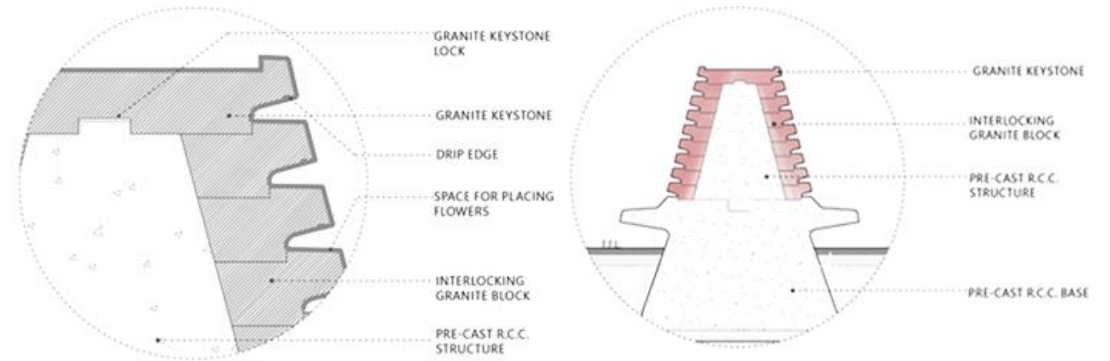 GRANITE KEYSTONE
LOCK
GRANITE KEYSTONE
DRIP EDGE
SPACE FOR PLACING
FLOWERS
INTERLOCKING
GRANITE BLOCK
PRE-CAST R.C.C.
STRUCTURE
GRANITE KEYSTONE
INTERLOCKING
GRANITE BLOCK
PRE-CAST R.C.C.
STRUCTURE
PRE-CAST R.C.C. BASE